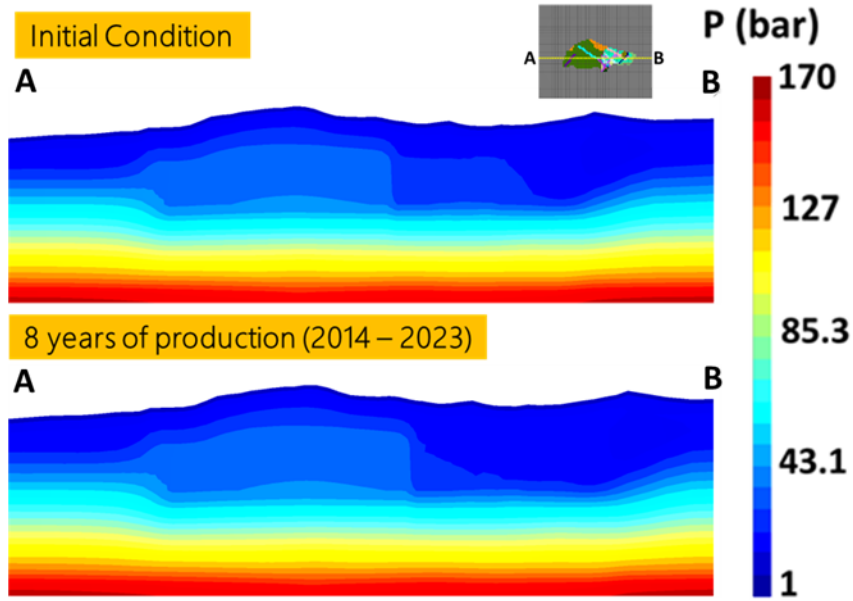 Initial Condition
A B
P (bar)
A
B
170
127
85.3
43.1
1
8 years of production (2014 – 2023)
A
B